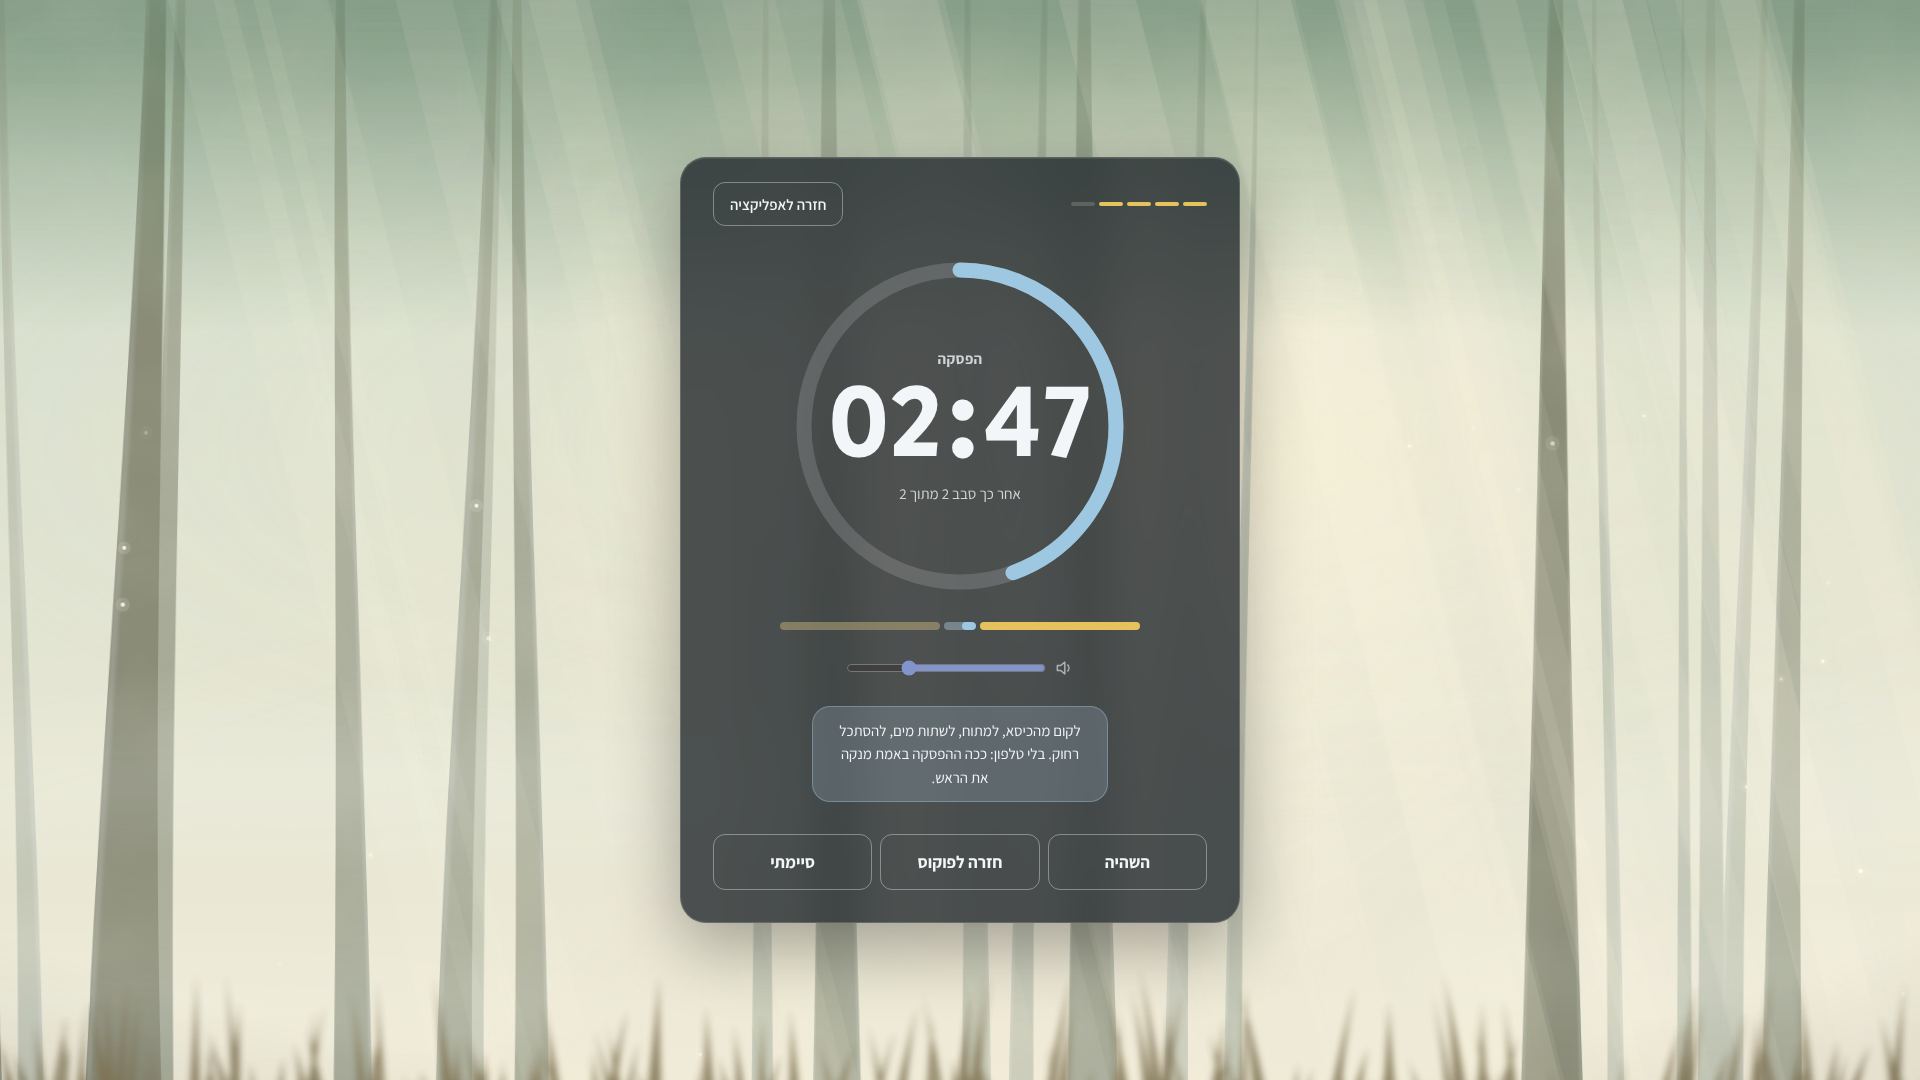 חזרה לאפליקציה
הפסקה
02:47
אחר כך סבב 2 מתוך 2
לקום מהכיסא, למתוח, לשתות מים, להסתכל
רחוק. בלי טלפון: ככה ההפסקה באמת מנקה
את הראש.
השהיה
חזרה לפוקוס
סיימתי